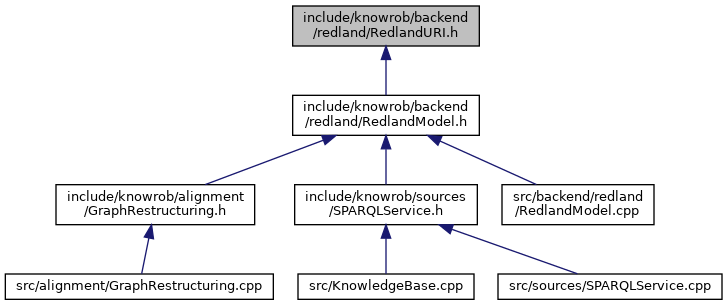 include/knowrob/backend
/redland/RedlandURI.h
include/knowrob/backend
/redland/RedlandModel.h
include/knowrob/alignment
/GraphRestructuring.h
include/knowrob/sources
/SPARQLService.h
src/backend/redland
/RedlandModel.cpp
src/alignment/GraphRestructuring.cpp
src/KnowledgeBase.cpp
src/sources/SPARQLService.cpp